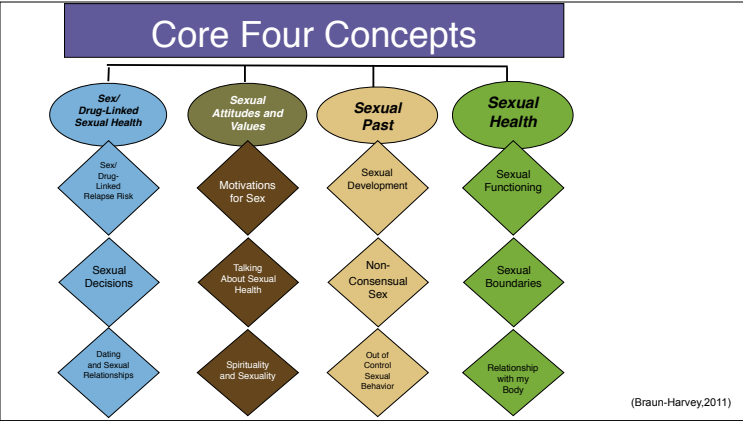 Core Four Concepts
Sex/
Drug-Linked
Sexual Health
Sexual
Attitudes and
Values
Sexual
Past
Sexual
Health
Sex/
Drug-
Linked
Relapse Risk
Motivations
for Sex
Sexual
Development
Sexual
Functioning
Sexual
Decisions
Talking
About Sexual
Health
Non-
Consensual
Sex
Sexual
Boundaries
Dating
and Sexual
Relationships
Spirituality
and Sexuality
Out of
Control
Sexual
Behavior
Relationship
with my
Body
(Braun-Harvey,2011)